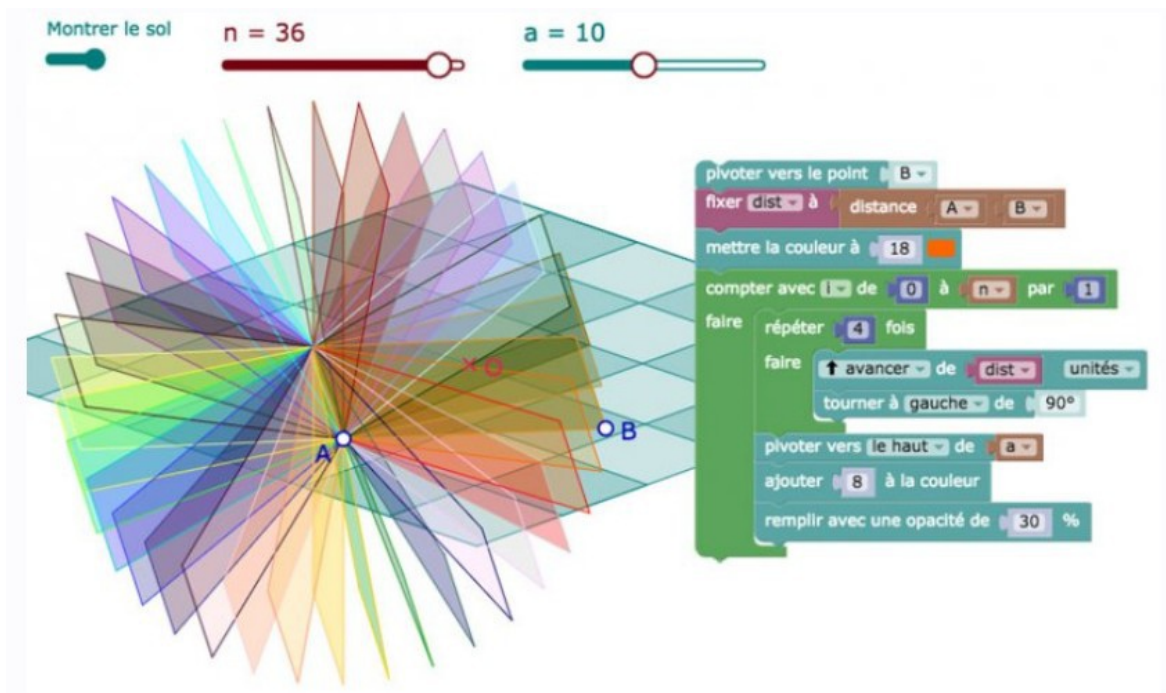 Montrer le sol
n = 36
a = 10
pivoter vers le point B
fixer dist à distance A B
mettre la couleur à 18
compter avec i de 0 à n par 1
faire
répéter 4 fois
faire
avancer de dist unités
tourner à gauche de 90°
pivoter vers le haut de a
ajouter 8 à la couleur
remplir avec une opacité de 30 %
O
A
B